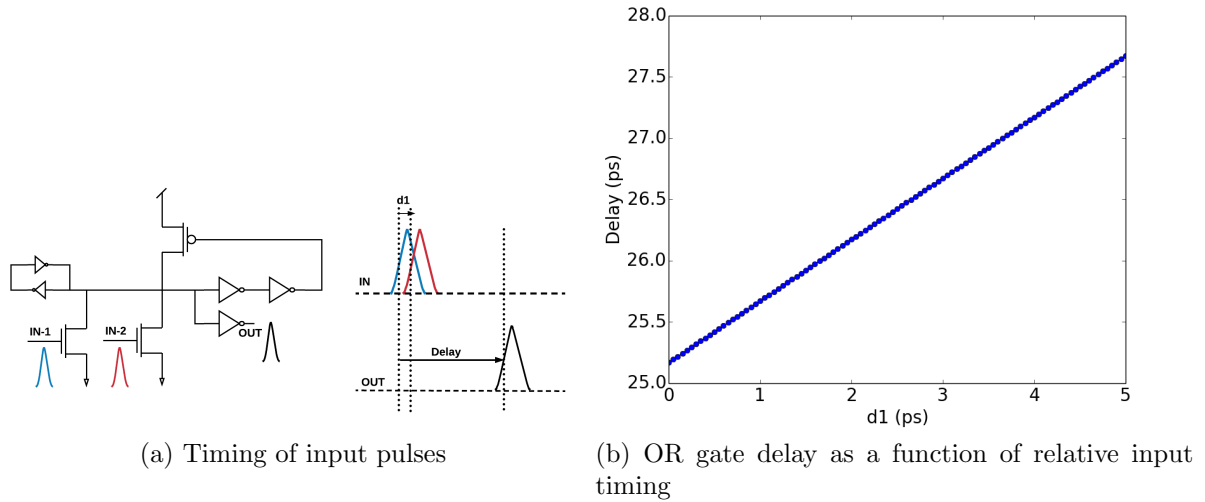 d1
IN
Delay
OUT
IN-1
IN-2
OUT
28.0
27.5
27.0
26.5
26.0
25.5
25.0
Delay (ps)
0 1 2 3 4 5
d1 (ps)
(a) Timing of input pulses
(b) OR gate delay as a function of relative input
timing